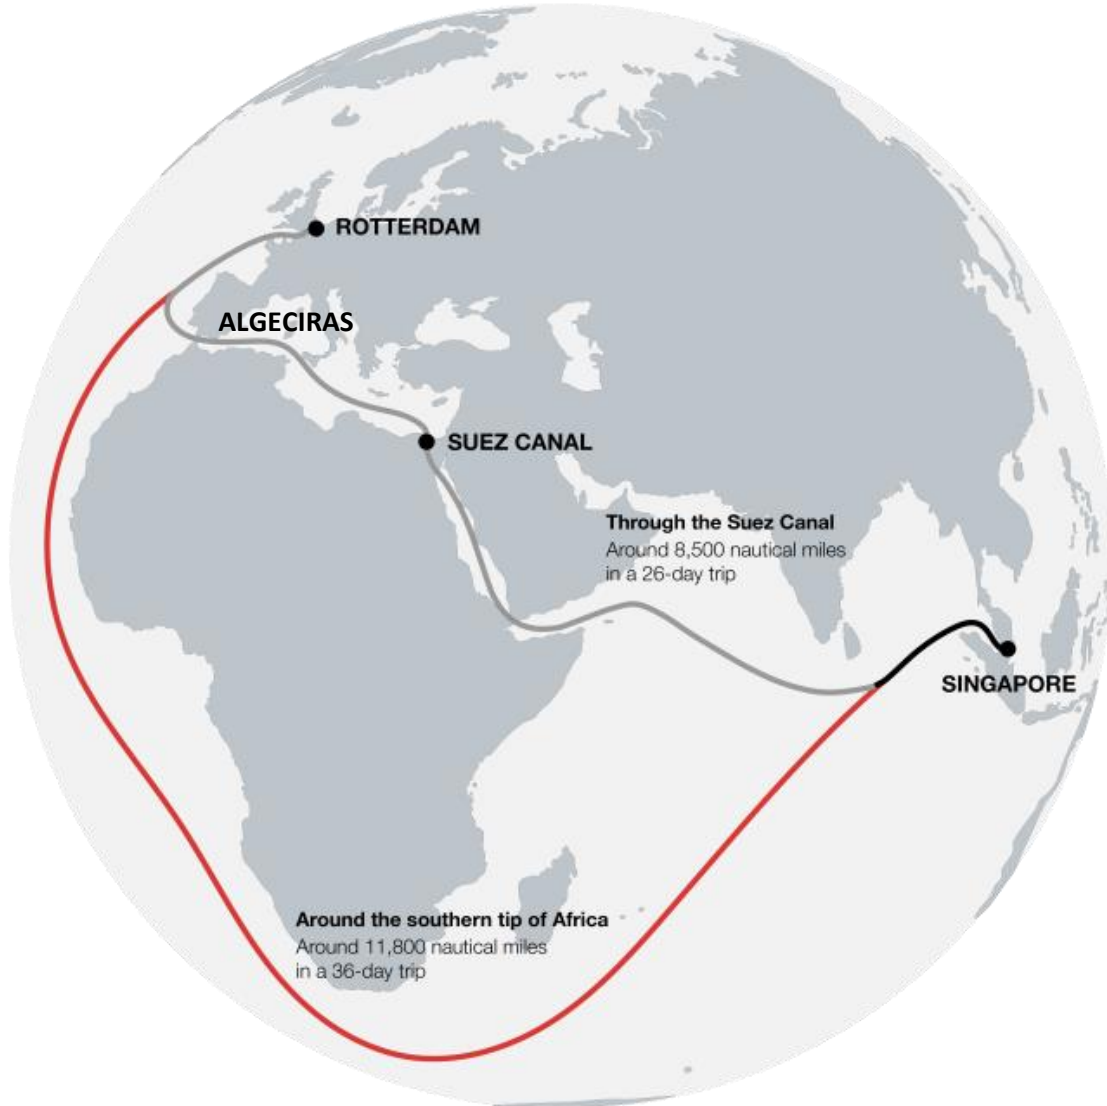 ROTTERDAM
ALGECIRAS
SUEZ CANAL
Through the Suez Canal
Around 8,500 nautical miles
in a 26-day trip
SINGAPORE
Around the southern tip of Africa
Around 11,800 nautical miles
in a 36-day trip